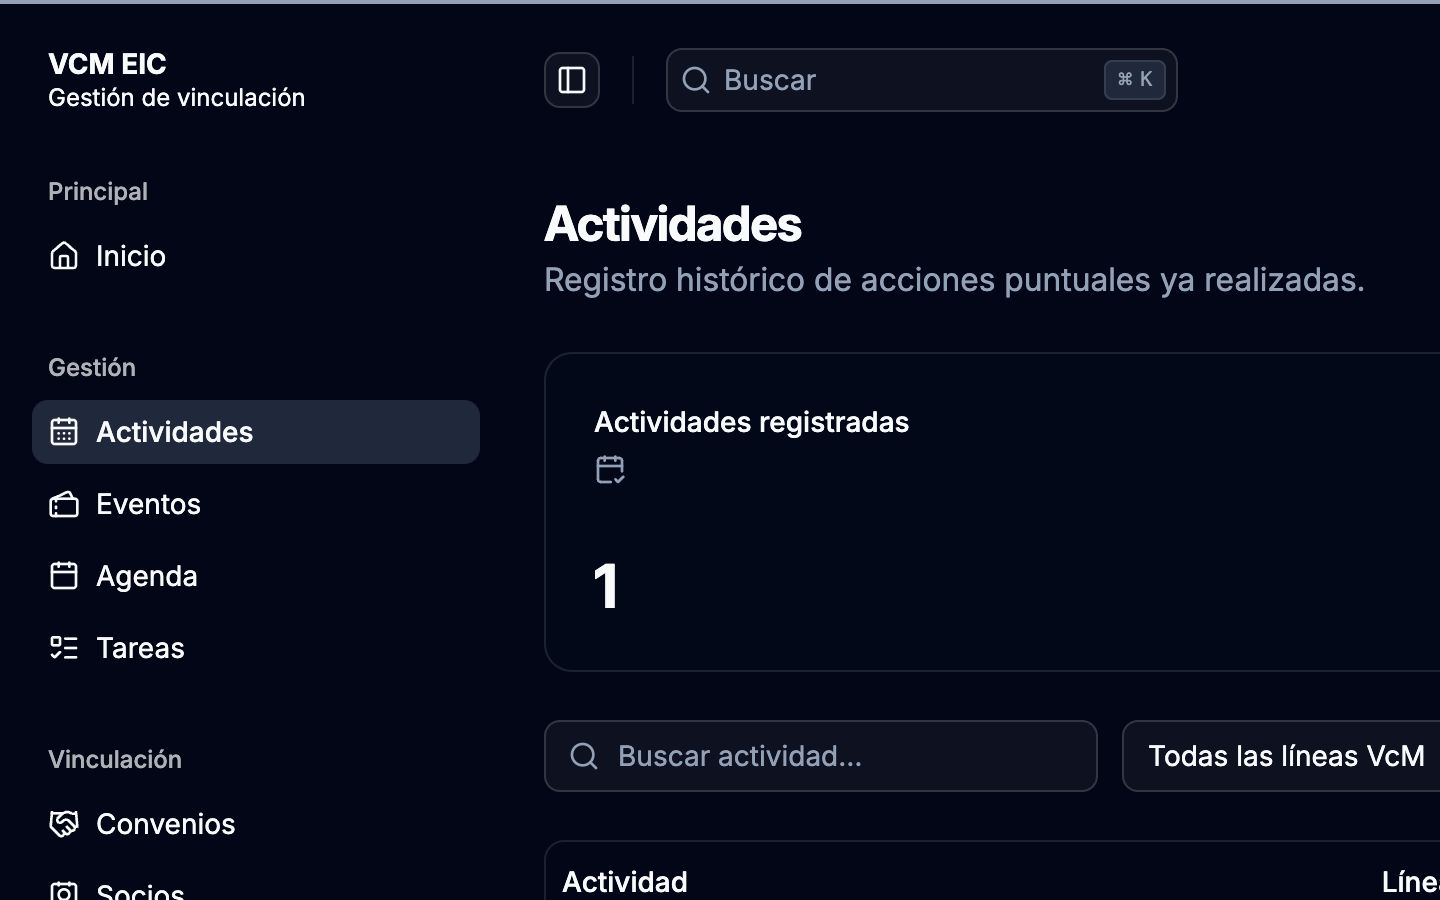 VCM EIC
Gestión de vinculación
Principal
Inicio
Gestión
Actividades
Eventos
Agenda
Tareas
Vinculación
Convenios
Socios
Buscar
⌘ K
Actividades
Registro histórico de acciones puntuales ya realizadas.
Actividades registradas
1
Buscar actividad...
Todas las líneas VcM
Actividad